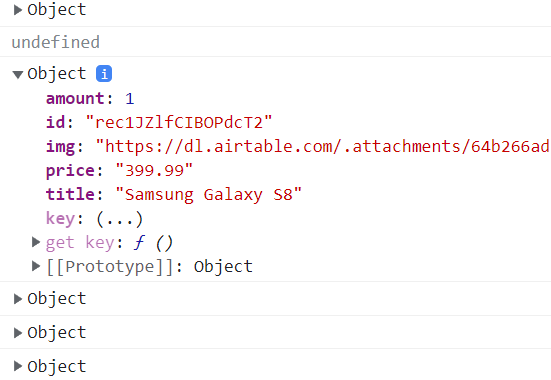 Object
undefined
Object i
amount: 1
id: "rec1JZlfCIBOPdcT2"
img: "https://dl.airtable.com/.attachments/64b266ad
price: "399.99"
title: "Samsung Galaxy S8"
key: (...)
get key: ƒ ()
[[Prototype]]: Object
Object
Object
Object